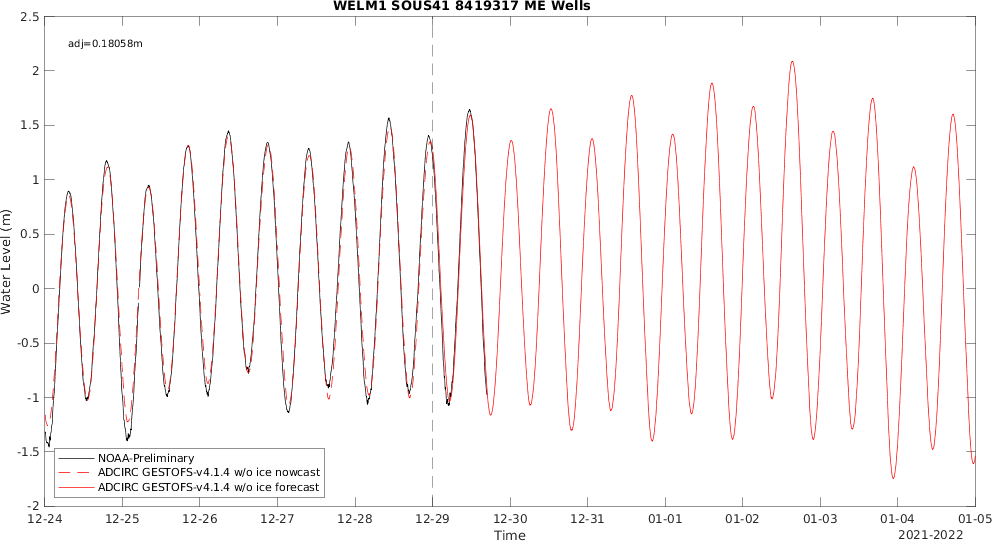 WELM1 SOUS41 8419317 ME Wells
adj=0.18058m
Water Level (m)
2.5
2
1.5
1
0.5
0
-0.5
-1
-1.5
-2
NOAA-Preliminary
ADCIRC GESTOFS-v4.1.4 w/o ice nowcast
ADCIRC GESTOFS-v4.1.4 w/o ice forecast
12-24 12-25 12-26 12-27 12-28 12-29 12-30 12-31 01-01 01-02 01-03 01-04 01-05
Time
2021-2022